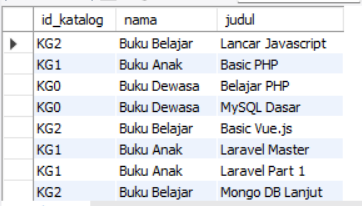 id_katalog nama judul
KG2 Buku Belajar Lancar Javascript
KG1 Buku Anak Basic PHP
KG0 Buku Dewasa Belajar PHP
KG0 Buku Dewasa MySQL Dasar
KG2 Buku Belajar Basic Vue.js
KG1 Buku Anak Laravel Master
KG1 Buku Anak Laravel Part 1
KG2 Buku Belajar Mongo DB Lanjut